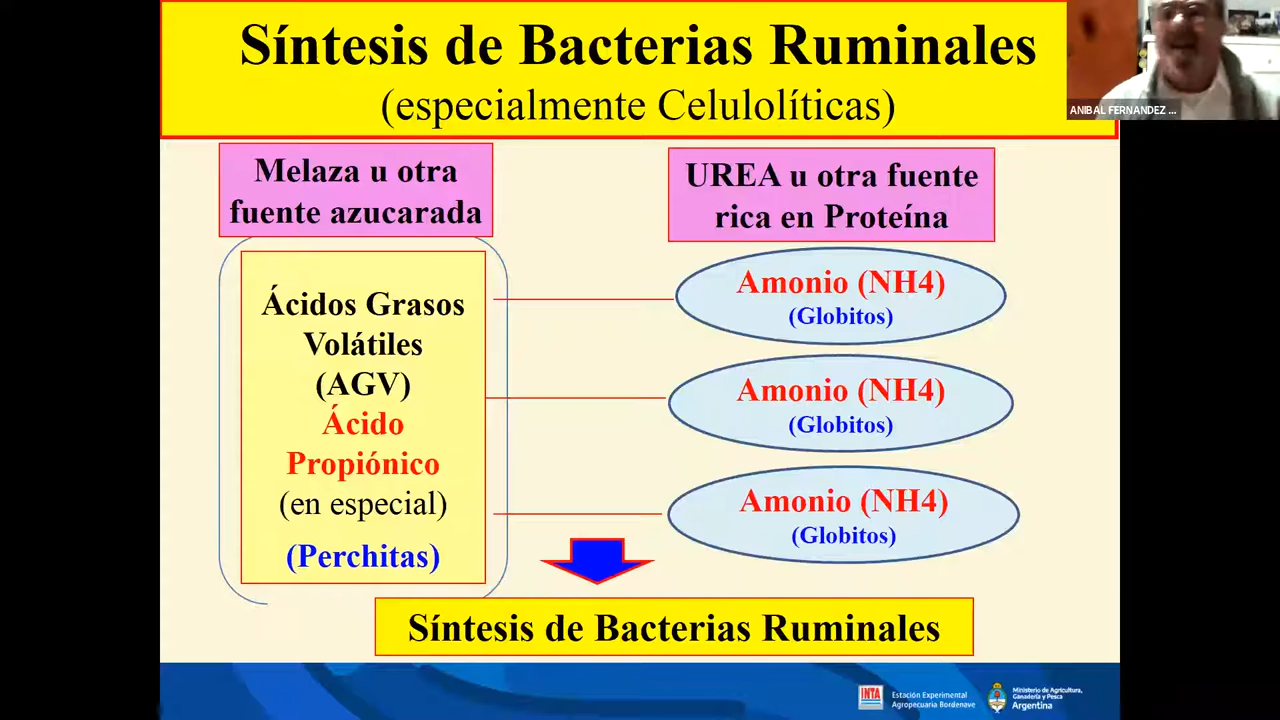 Síntesis de Bacterias Ruminales
(especialmente Celulolíticas)
ANIBAL FERNANDEZ ...
Melaza u otra
fuente azucarada
UREA u otra fuente
rica en Proteína
Ácidos Grasos
Volátiles
(AGV)
Ácido
Propiónico
(en especial)
(Perchitas)
Amonio (NH4)
(Globitos)
Amonio (NH4)
(Globitos)
Amonio (NH4)
(Globitos)
Síntesis de Bacterias Ruminales
INTA
Estación Experimental
Agropecuaria Bordenave
Ministerio de Agricultura,
Ganadería y Pesca
Argentina